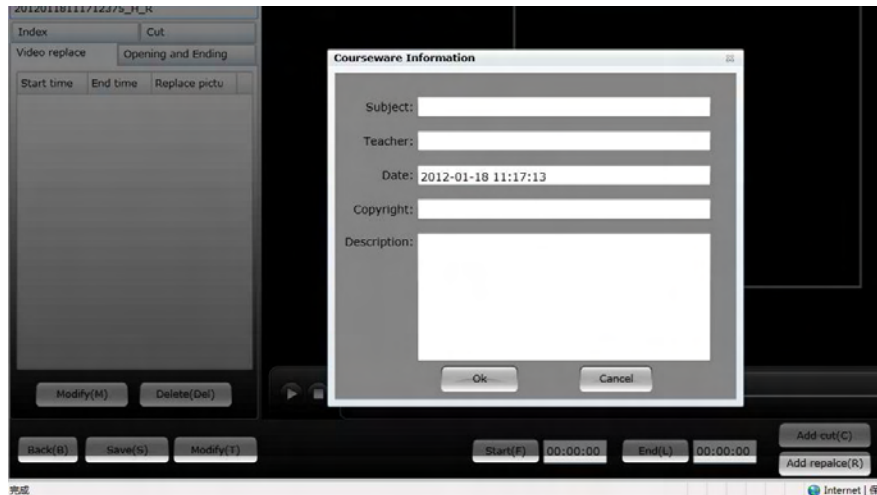 20120118111712375_H_R
Index Cut
Video replace Opening and Ending
Start time End time Replace pictu
Courseware Information
Subject:
Teacher:
Date: 2012-01-18 11:17:13
Copyright:
Description:
Ok Cancel
Modify(M) Delete(Del)
Back(B) Save(S) Modify(T) Start(F) 00:00:00 End(L) 00:00:00 Add cut(C)
Add repalce(R)
完成 Internet |